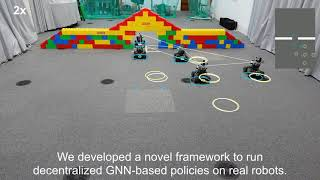 2x
We developed a novel framework to run
decentralized GNN-based policies on real robots.